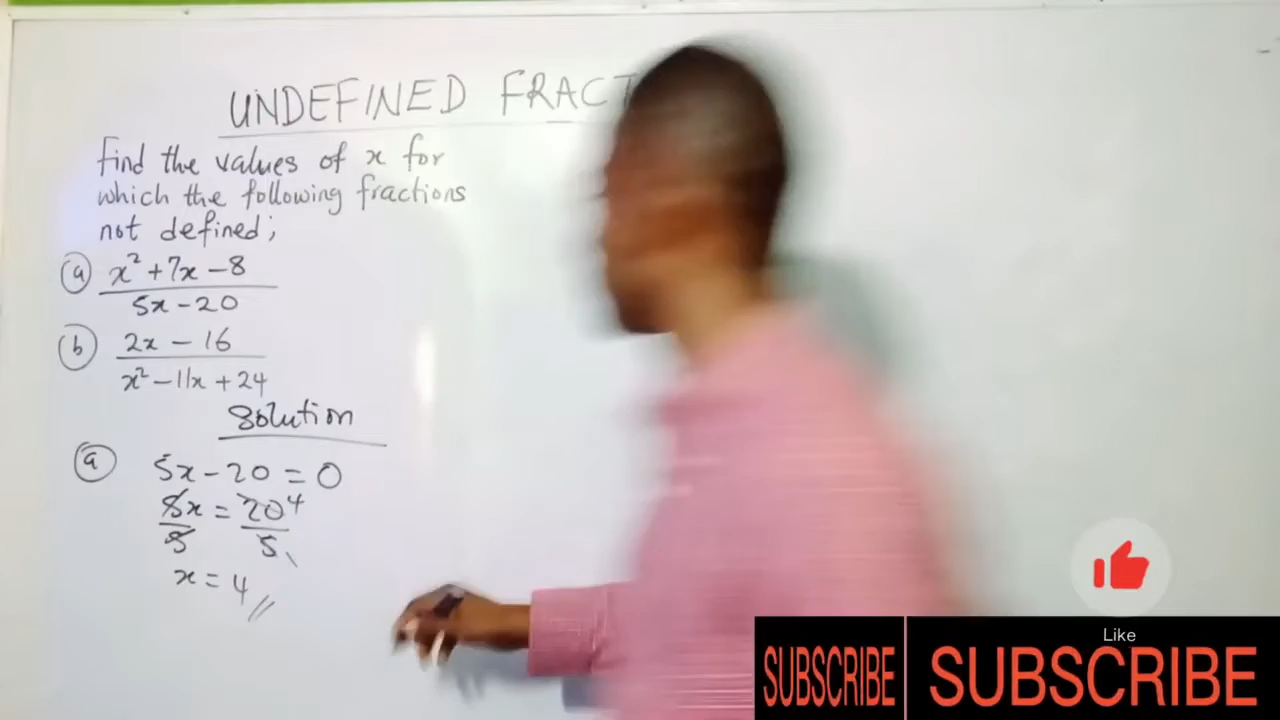 UNDEFINED FRACT
find the values of x for
which the following fractions
not defined;
(a) x² + 7x - 8
5x - 20
(b) 2x - 16
x² - 11x + 24
Solution
(a) 5x - 20 = 0
5x = 20 4
5 5
x = 4 //
Like
SUBSCRIBE SUBSCRIBE